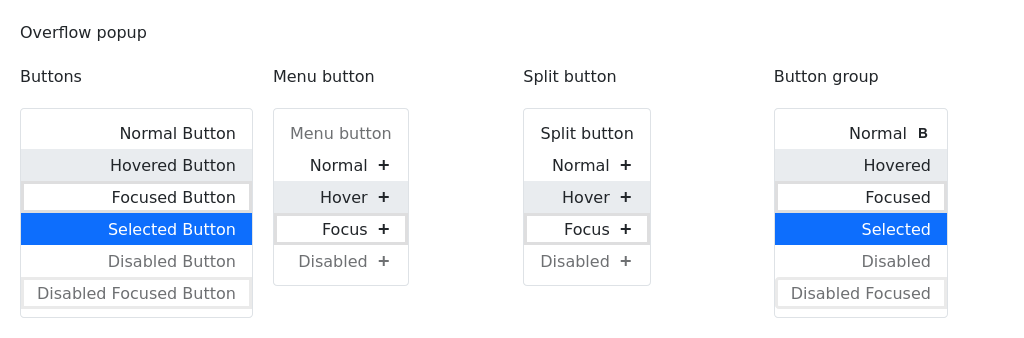 Overflow popup
Buttons
Normal Button
Hovered Button
Focused Button
Selected Button
Disabled Button
Disabled Focused Button
Menu button
Menu button
Normal +
Hover +
Focus +
Disabled +
Split button
Split button
Normal +
Hover +
Focus +
Disabled +
Button group
Normal B
Hovered
Focused
Selected
Disabled
Disabled Focused